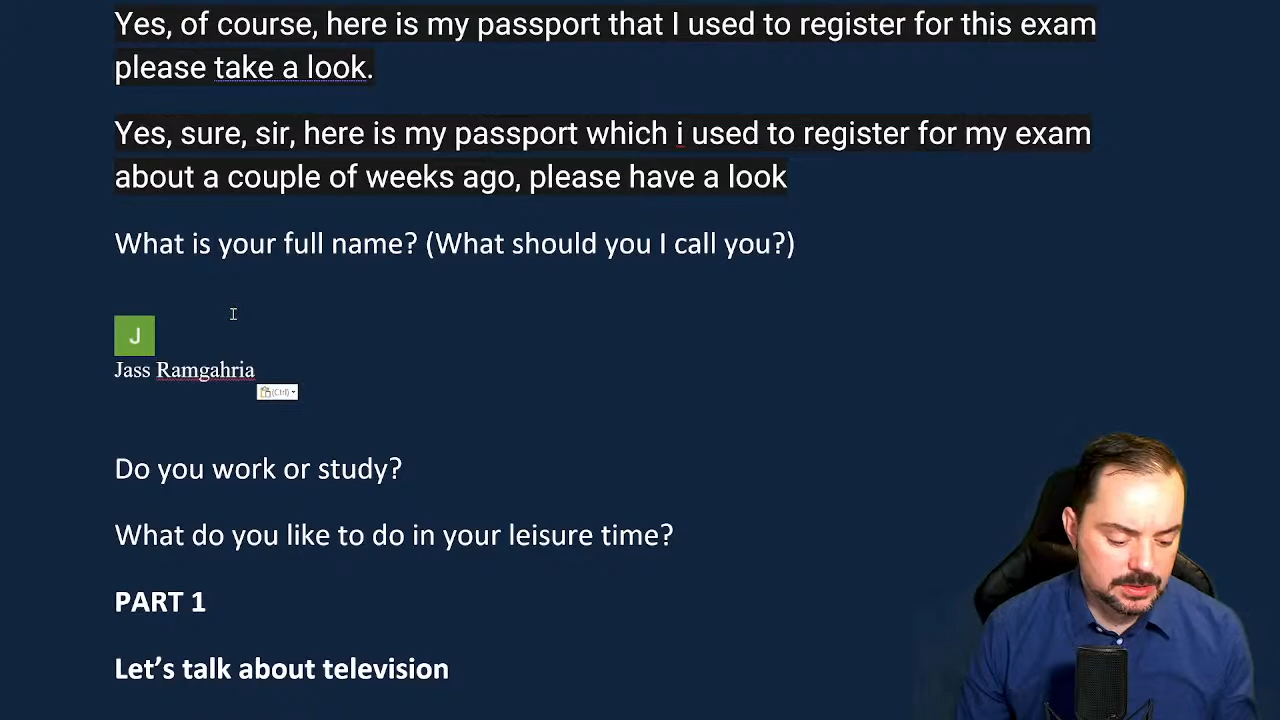 Yes, of course, here is my passport that I used to register for this exam
please take a look.
Yes, sure, sir, here is my passport which i used to register for my exam
about a couple of weeks ago, please have a look
What is your full name? (What should you I call you?)
J
Jass Ramgahria
(Ctrl)
Do you work or study?
What do you like to do in your leisure time?
PART 1
Let’s talk about television